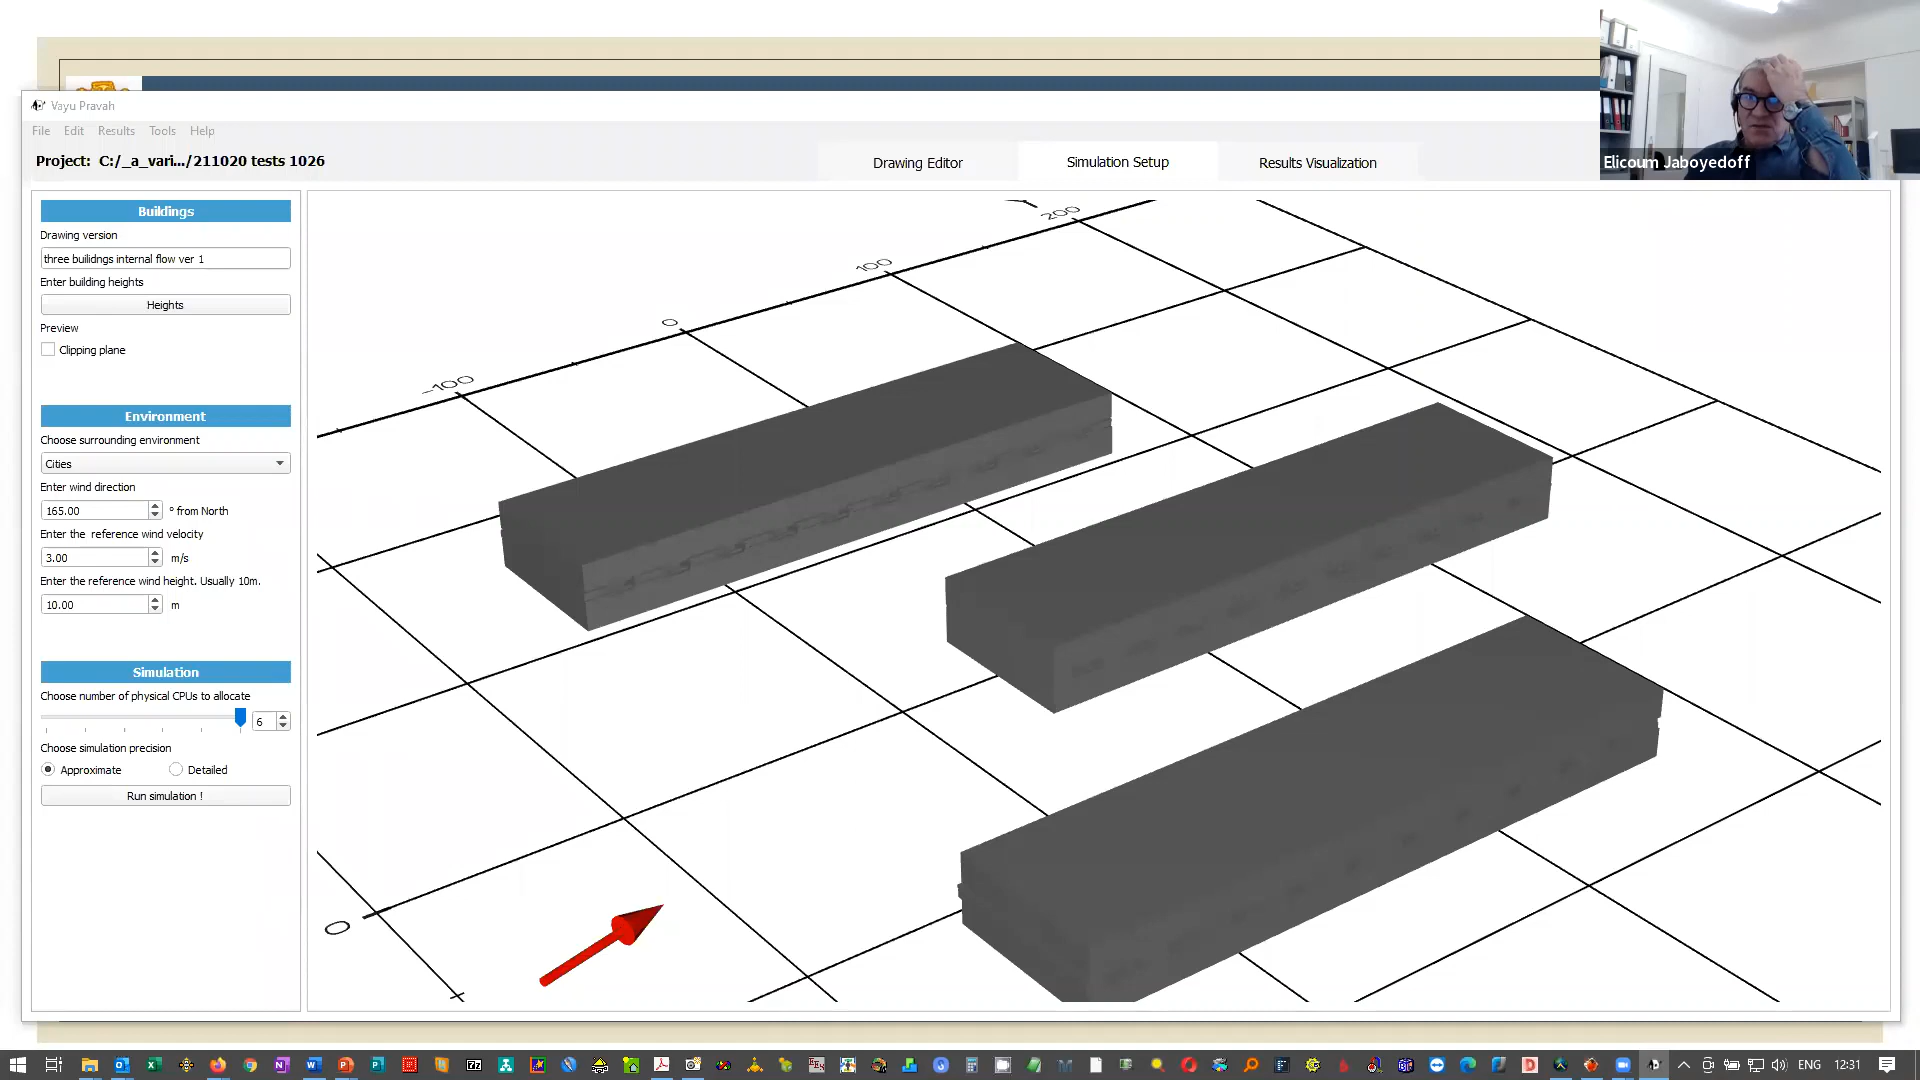 Vayu Pravah
File Edit Results Tools Help
Project: C:/_a_vari.../211020 tests 1026
Drawing Editor
Simulation Setup
Results Visualization
Elicoum Jaboyedoff
Buildings
Drawing version
three builidngs internal flow ver 1
Enter building heights
Heights
Preview
Clipping plane
Environment
Choose surrounding environment
Cities
Enter wind direction
165.00 ° from North
Enter the reference wind velocity
3.00 m/s
Enter the reference wind height. Usually 10m.
10.00 m
Simulation
Choose number of physical CPUs to allocate
6
Choose simulation precision
Approximate Detailed
Run simulation !
200
100
0
-100
0
ENG 12:31